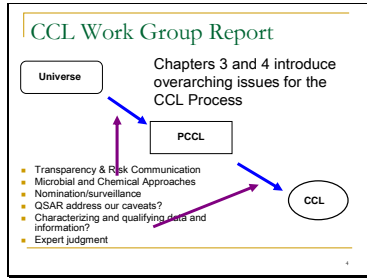 CCL Work Group Report
Universe
Chapters 3 and 4 introduce
overarching issues for the
CCL Process
PCCL
CCL
Transparency & Risk Communication
Microbial and Chemical Approaches
Nomination/surveillance
QSAR address our caveats?
Characterizing and qualifying data and
information?
Expert judgment
4